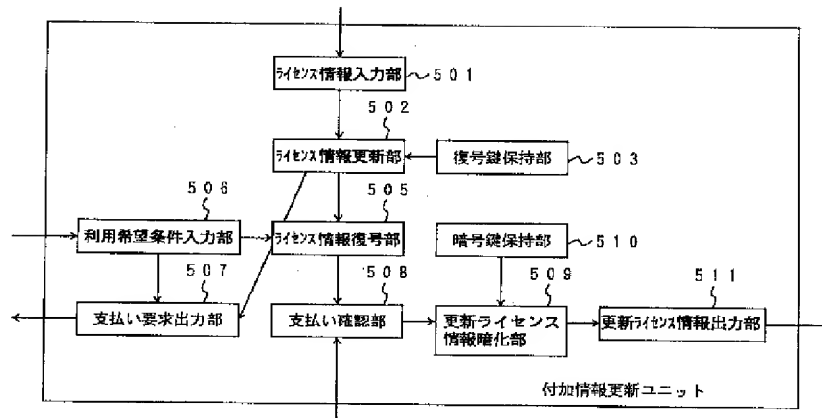 ライセンス情報入力部
501
502
ライセンス情報更新部
復号鍵保持部
503
506
505
利用希望条件入力部
ライセンス情報復号部
暗号鍵保持部
510
507
508
509
511
支払い要求出力部
支払い確認部
更新ライセンス
情報暗化部
更新ライセンス情報出力部
付加情報更新ユニット